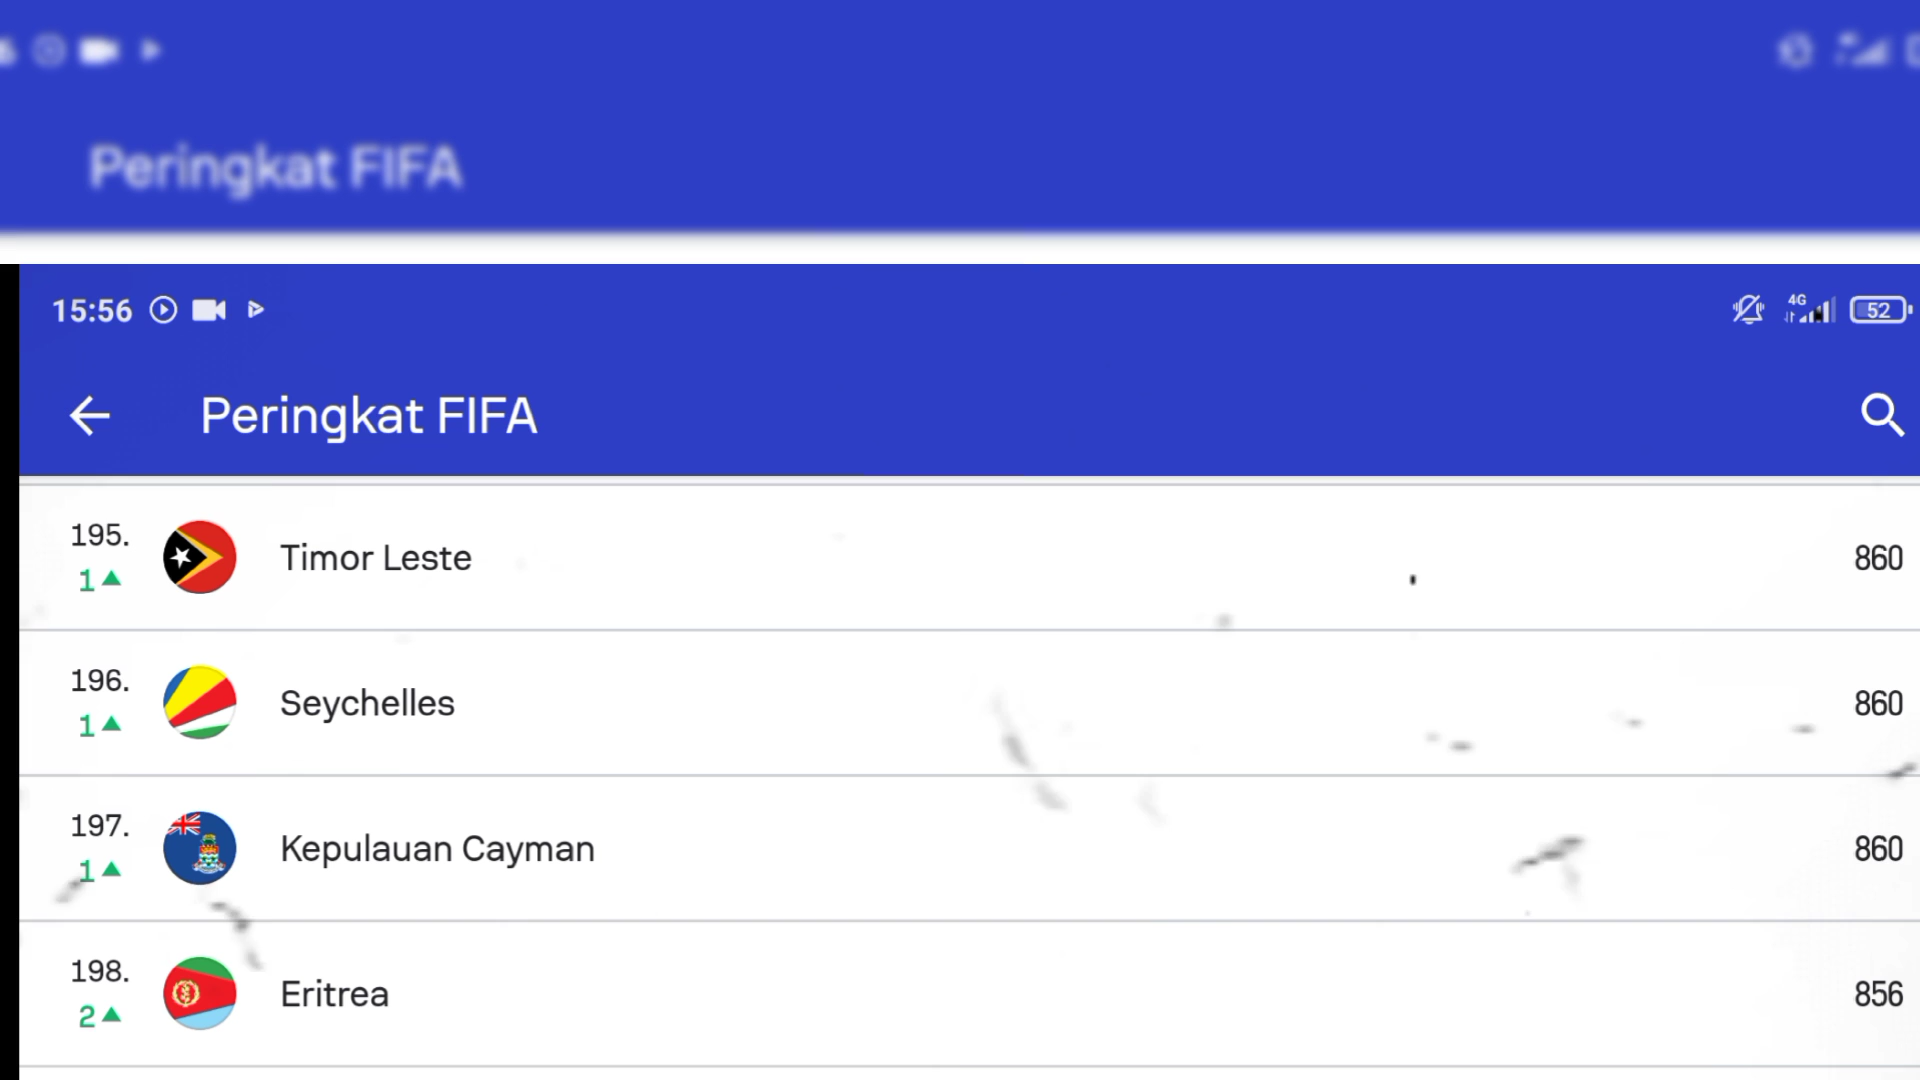 Peringkat FIFA
15:56
4G
52
Peringkat FIFA
195.
1
Timor Leste
860
196.
1
Seychelles
860
197.
1
Kepulauan Cayman
860
198.
2
Eritrea
856